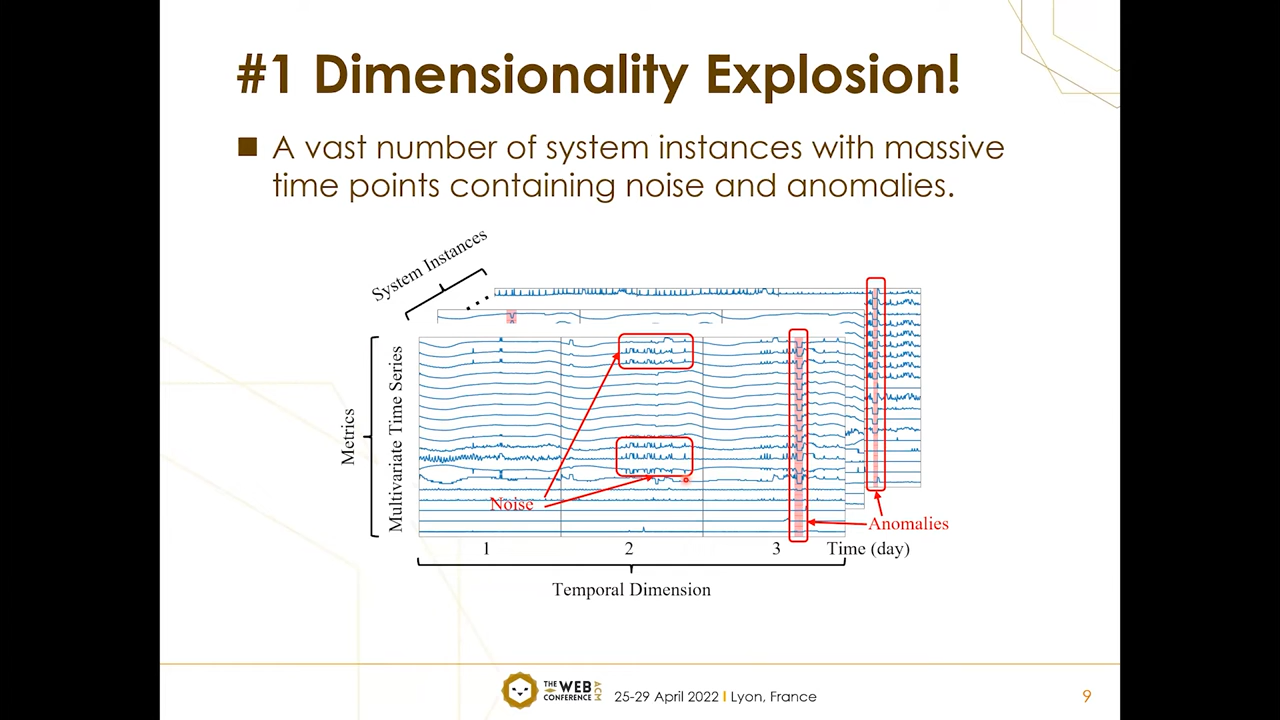 #1 Dimensionality Explosion!
A vast number of system instances with massive
time points containing noise and anomalies.
System Instances
...
Metrics
Multivariate Time Series
Noise
Anomalies
1
2
3
Time (day)
Temporal Dimension
THE WEB CONFERENCE ACM
25-29 April 2022 | Lyon, France
9